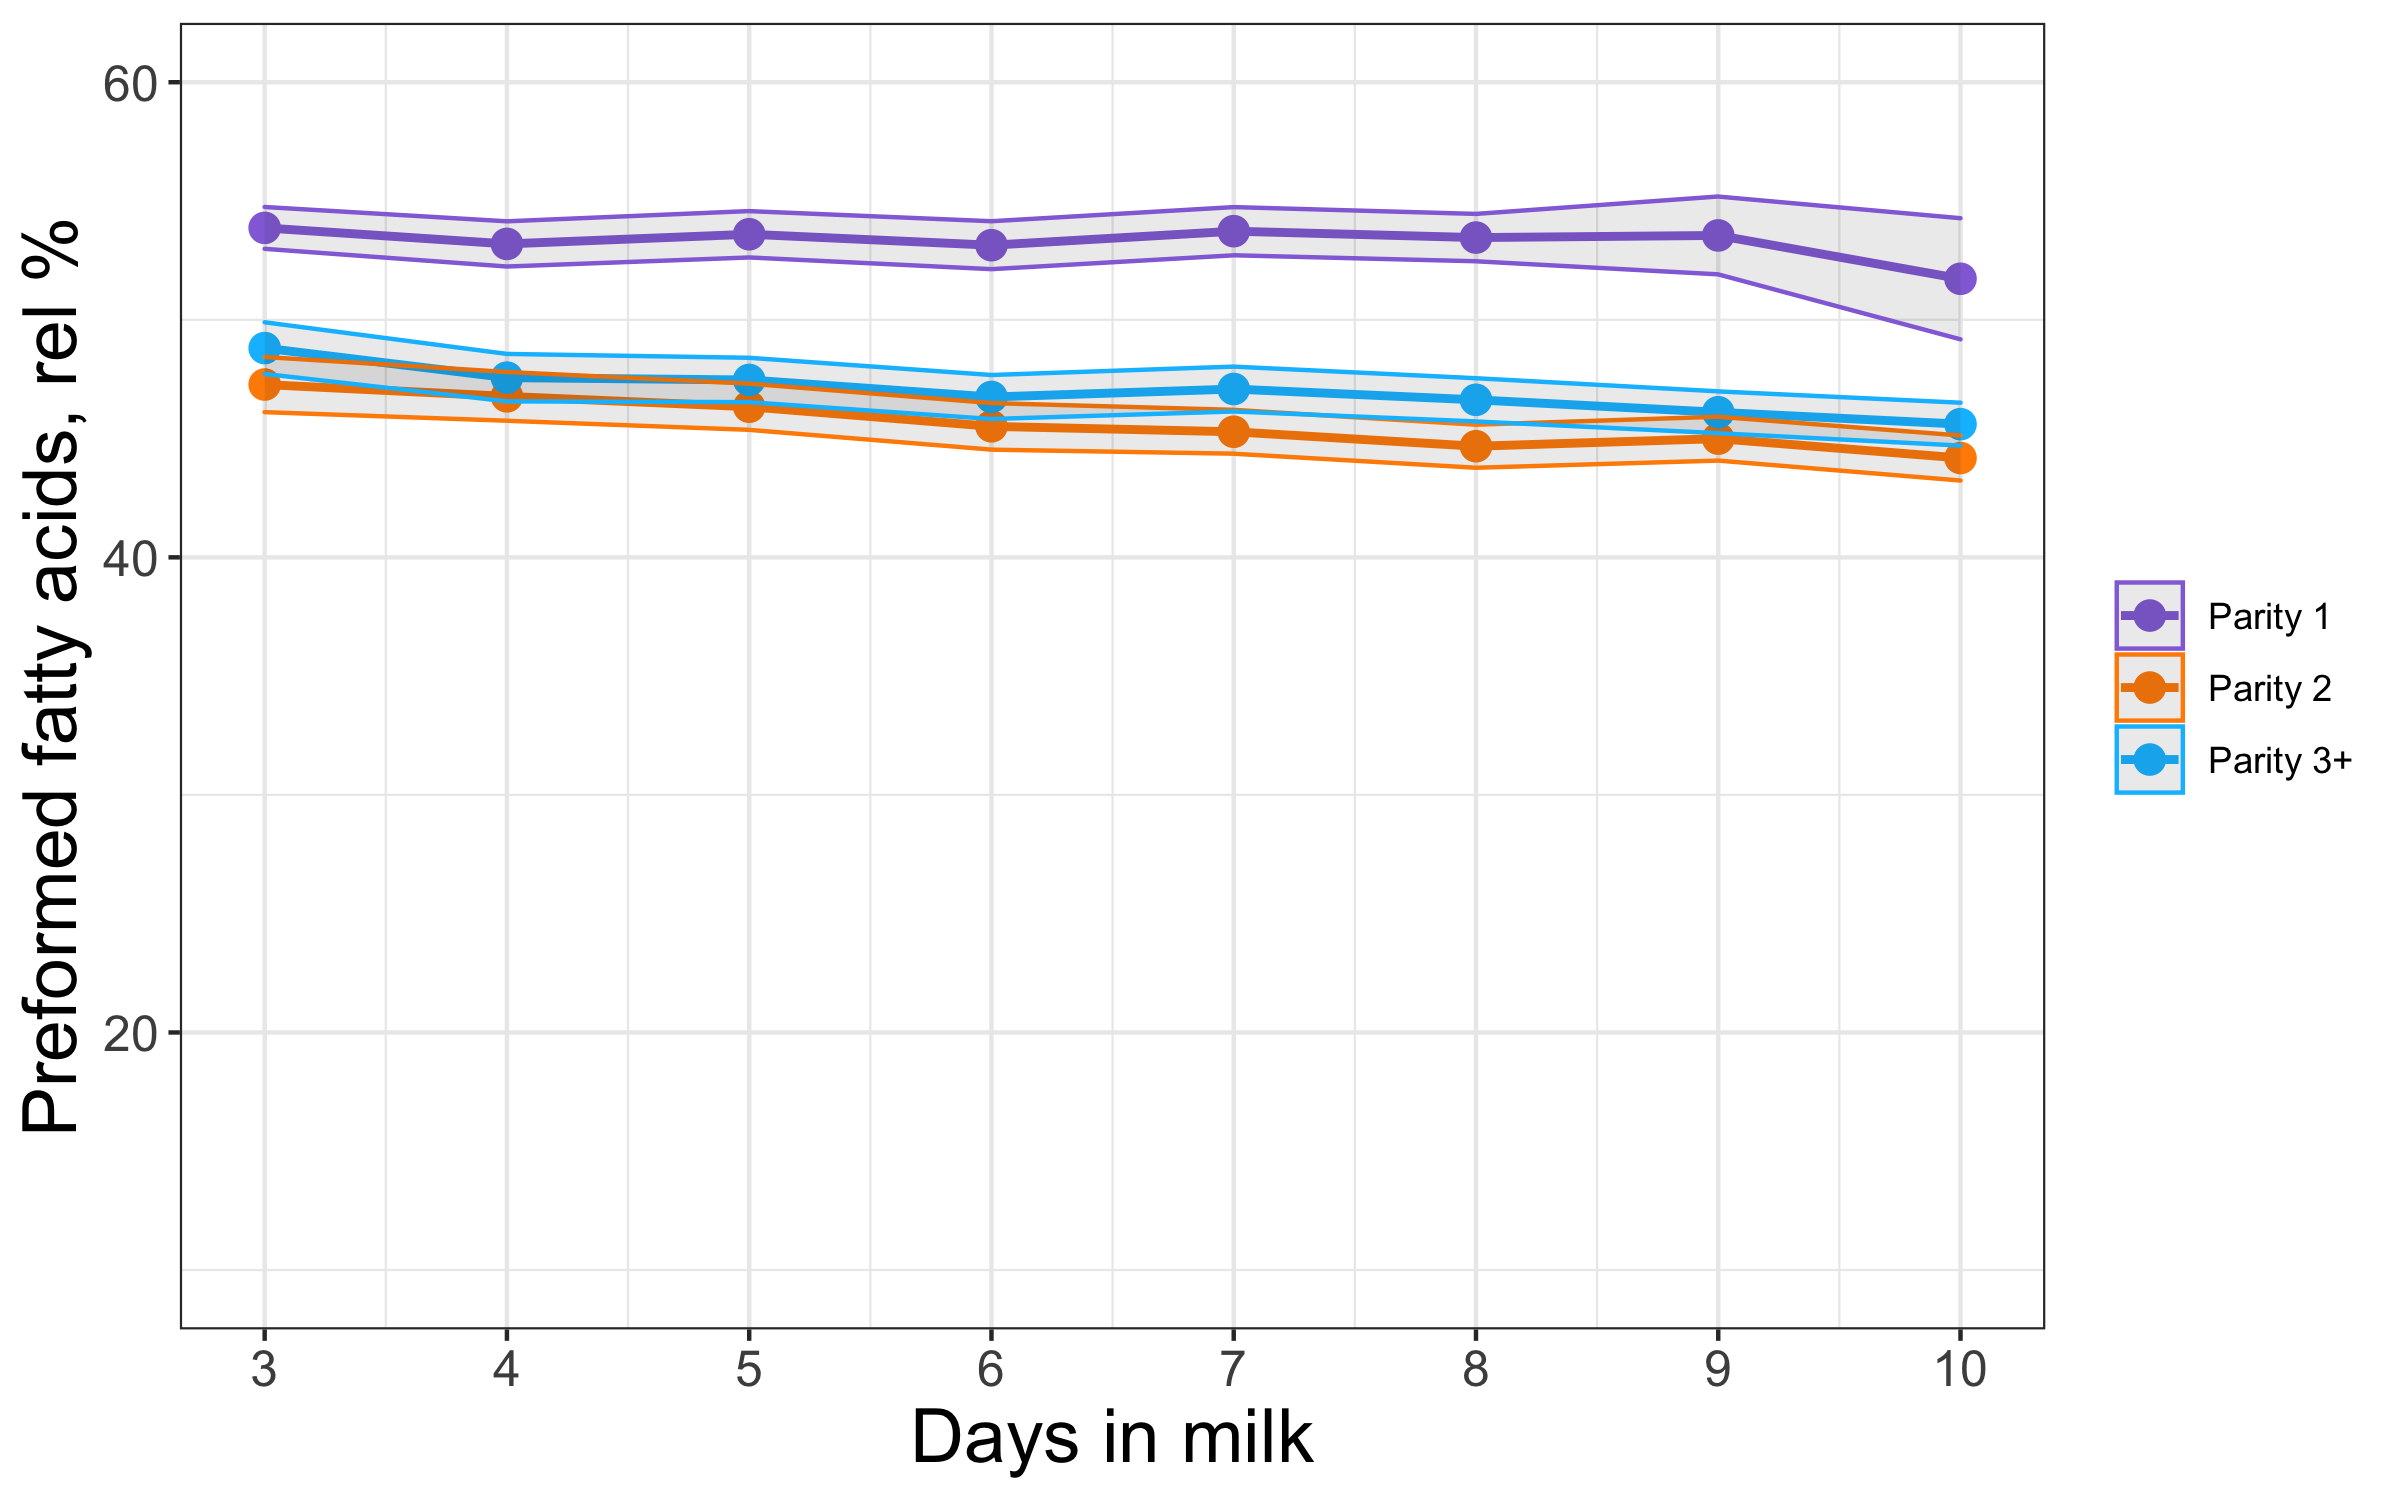 Preformed fatty acids, rel %
60
40
20
3 4 5 6 7 8 9 10
Days in milk
Parity 1
Parity 2
Parity 3+